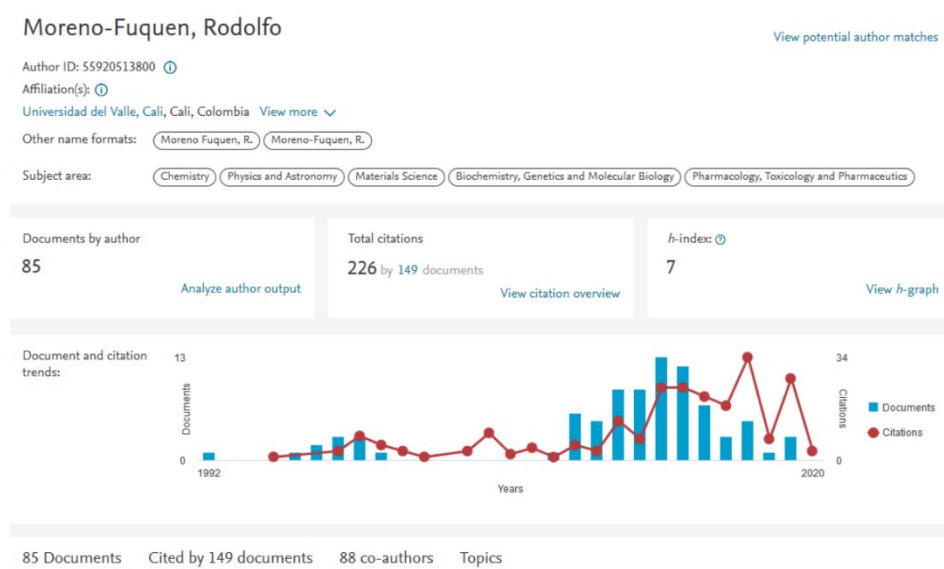 Moreno-Fuquen, Rodolfo
View potential author matches
Author ID: 55920513800
Affiliation(s):
Universidad del Valle, Cali, Cali, Colombia View more
Other name formats: Moreno Fuquen, R. Moreno-Fuquen, R.
Subject area: Chemistry Physics and Astronomy Materials Science Biochemistry, Genetics and Molecular Biology Pharmacology, Toxicology and Pharmaceutics
Documents by author
85
Analyze author output
Total citations
226 by 149 documents
View citation overview
h-index:
7
View h-graph
Document and citation
trends:
13
Documents
0
1992
Years
2020
34
Citations
0
Documents
Citations
85 Documents Cited by 149 documents 88 co-authors Topics